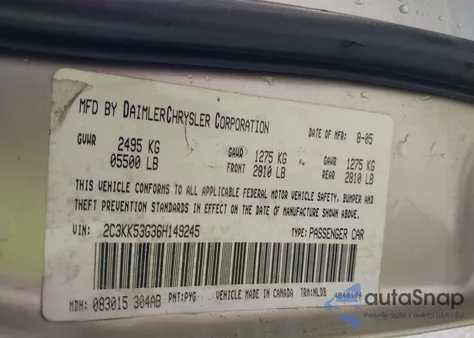 MFD BY DAIMLERCHRYSLER CORPORATION
DATE OF MFR: 8-05
GVWR 2495 KG 05500 LB
GAWR FRONT 1275 KG 2810 LB
GAWR REAR 1275 KG 2810 LB
THIS VEHICLE CONFORMS TO ALL APPLICABLE FEDERAL MOTOR VEHICLE SAFETY, BUMPER AND
THEFT PREVENTION STANDARDS IN EFFECT ON THE DATE OF MANUFACTURE SHOWN ABOVE.
VIN: 2C3KK53G36H149245 TYPE: PASSENGER CAR
MDH: 083015 304AB PNT: PYG VEHICLE MADE IN CANADA TRM: NLDB
autoSnap